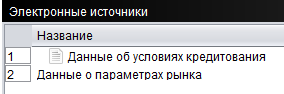 Электронные источники
Название
1 Данные об условиях кредитования
2 Данные о параметрах рынка